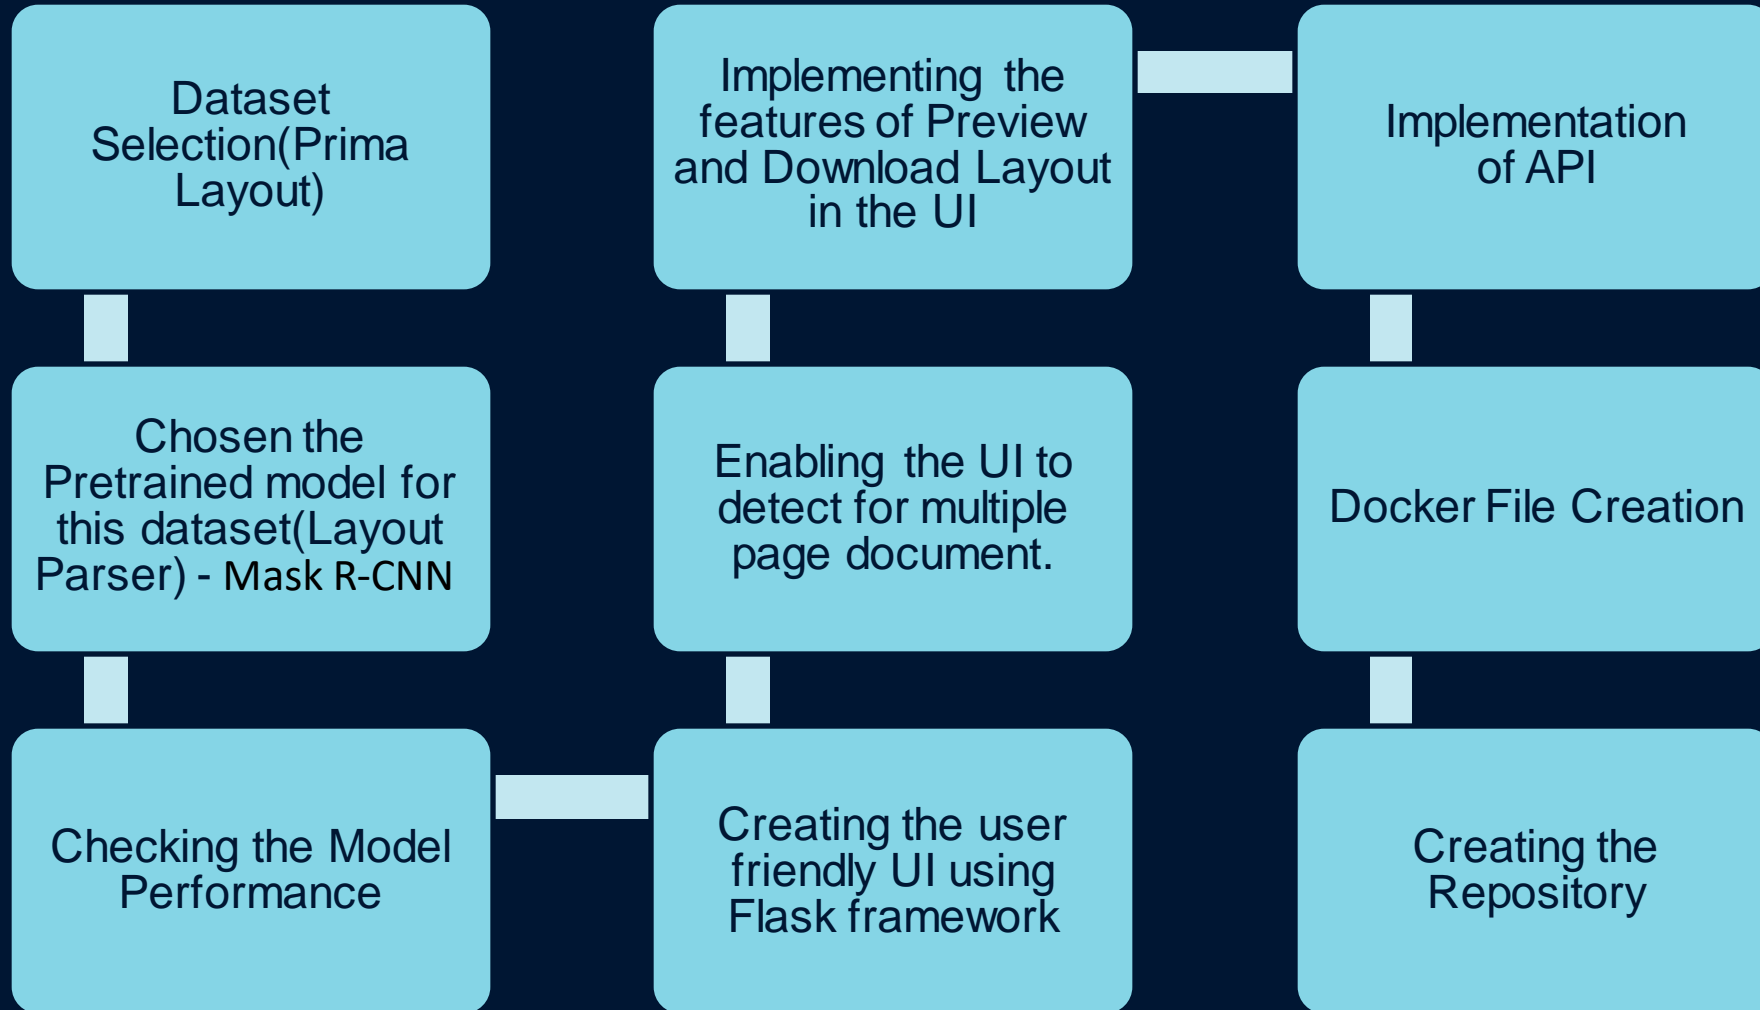 Dataset
Selection(Prima
Layout)
Chosen the
Pretrained model for
this dataset(Layout
Parser) - Mask R-CNN
Checking the Model
Performance
Creating the user
friendly UI using
Flask framework
Enabling the UI to
detect for multiple
page document.
Implementing the
features of Preview
and Download Layout
in the UI
Implementation
of API
Docker File Creation
Creating the
Repository